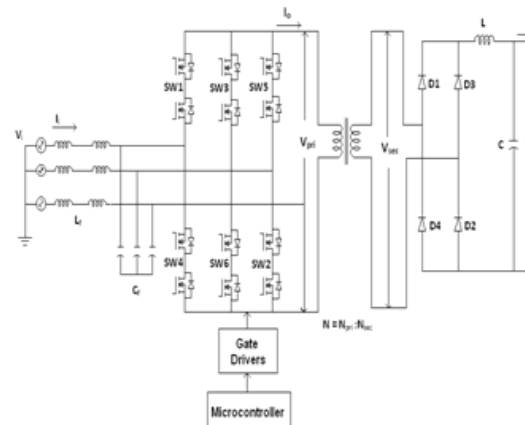 Io
L
SW1
SW3
SW5
D1
D3
Ii
Vi
Vpri
Vsec
C
Lf
SW4
SW6
SW2
D4
D2
Cf
N = Npri :Nsec
Gate
Drivers
Microcontroller